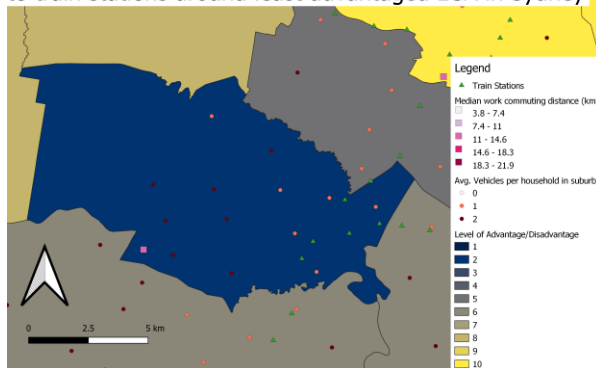 to train stations around least advantaged LGA in Sydney
Legend
Train Stations
Median work commuting distance (km
3.8 - 7.4
7.4 - 11
11 - 14.6
14.6 - 18.3
18.3 - 21.9
Avg. Vehicles per household in suburb
0
1
2
Level of Advantage/Disadvantage
1
2
3
4
5
6
7
8
9
10
0 2.5 5 km